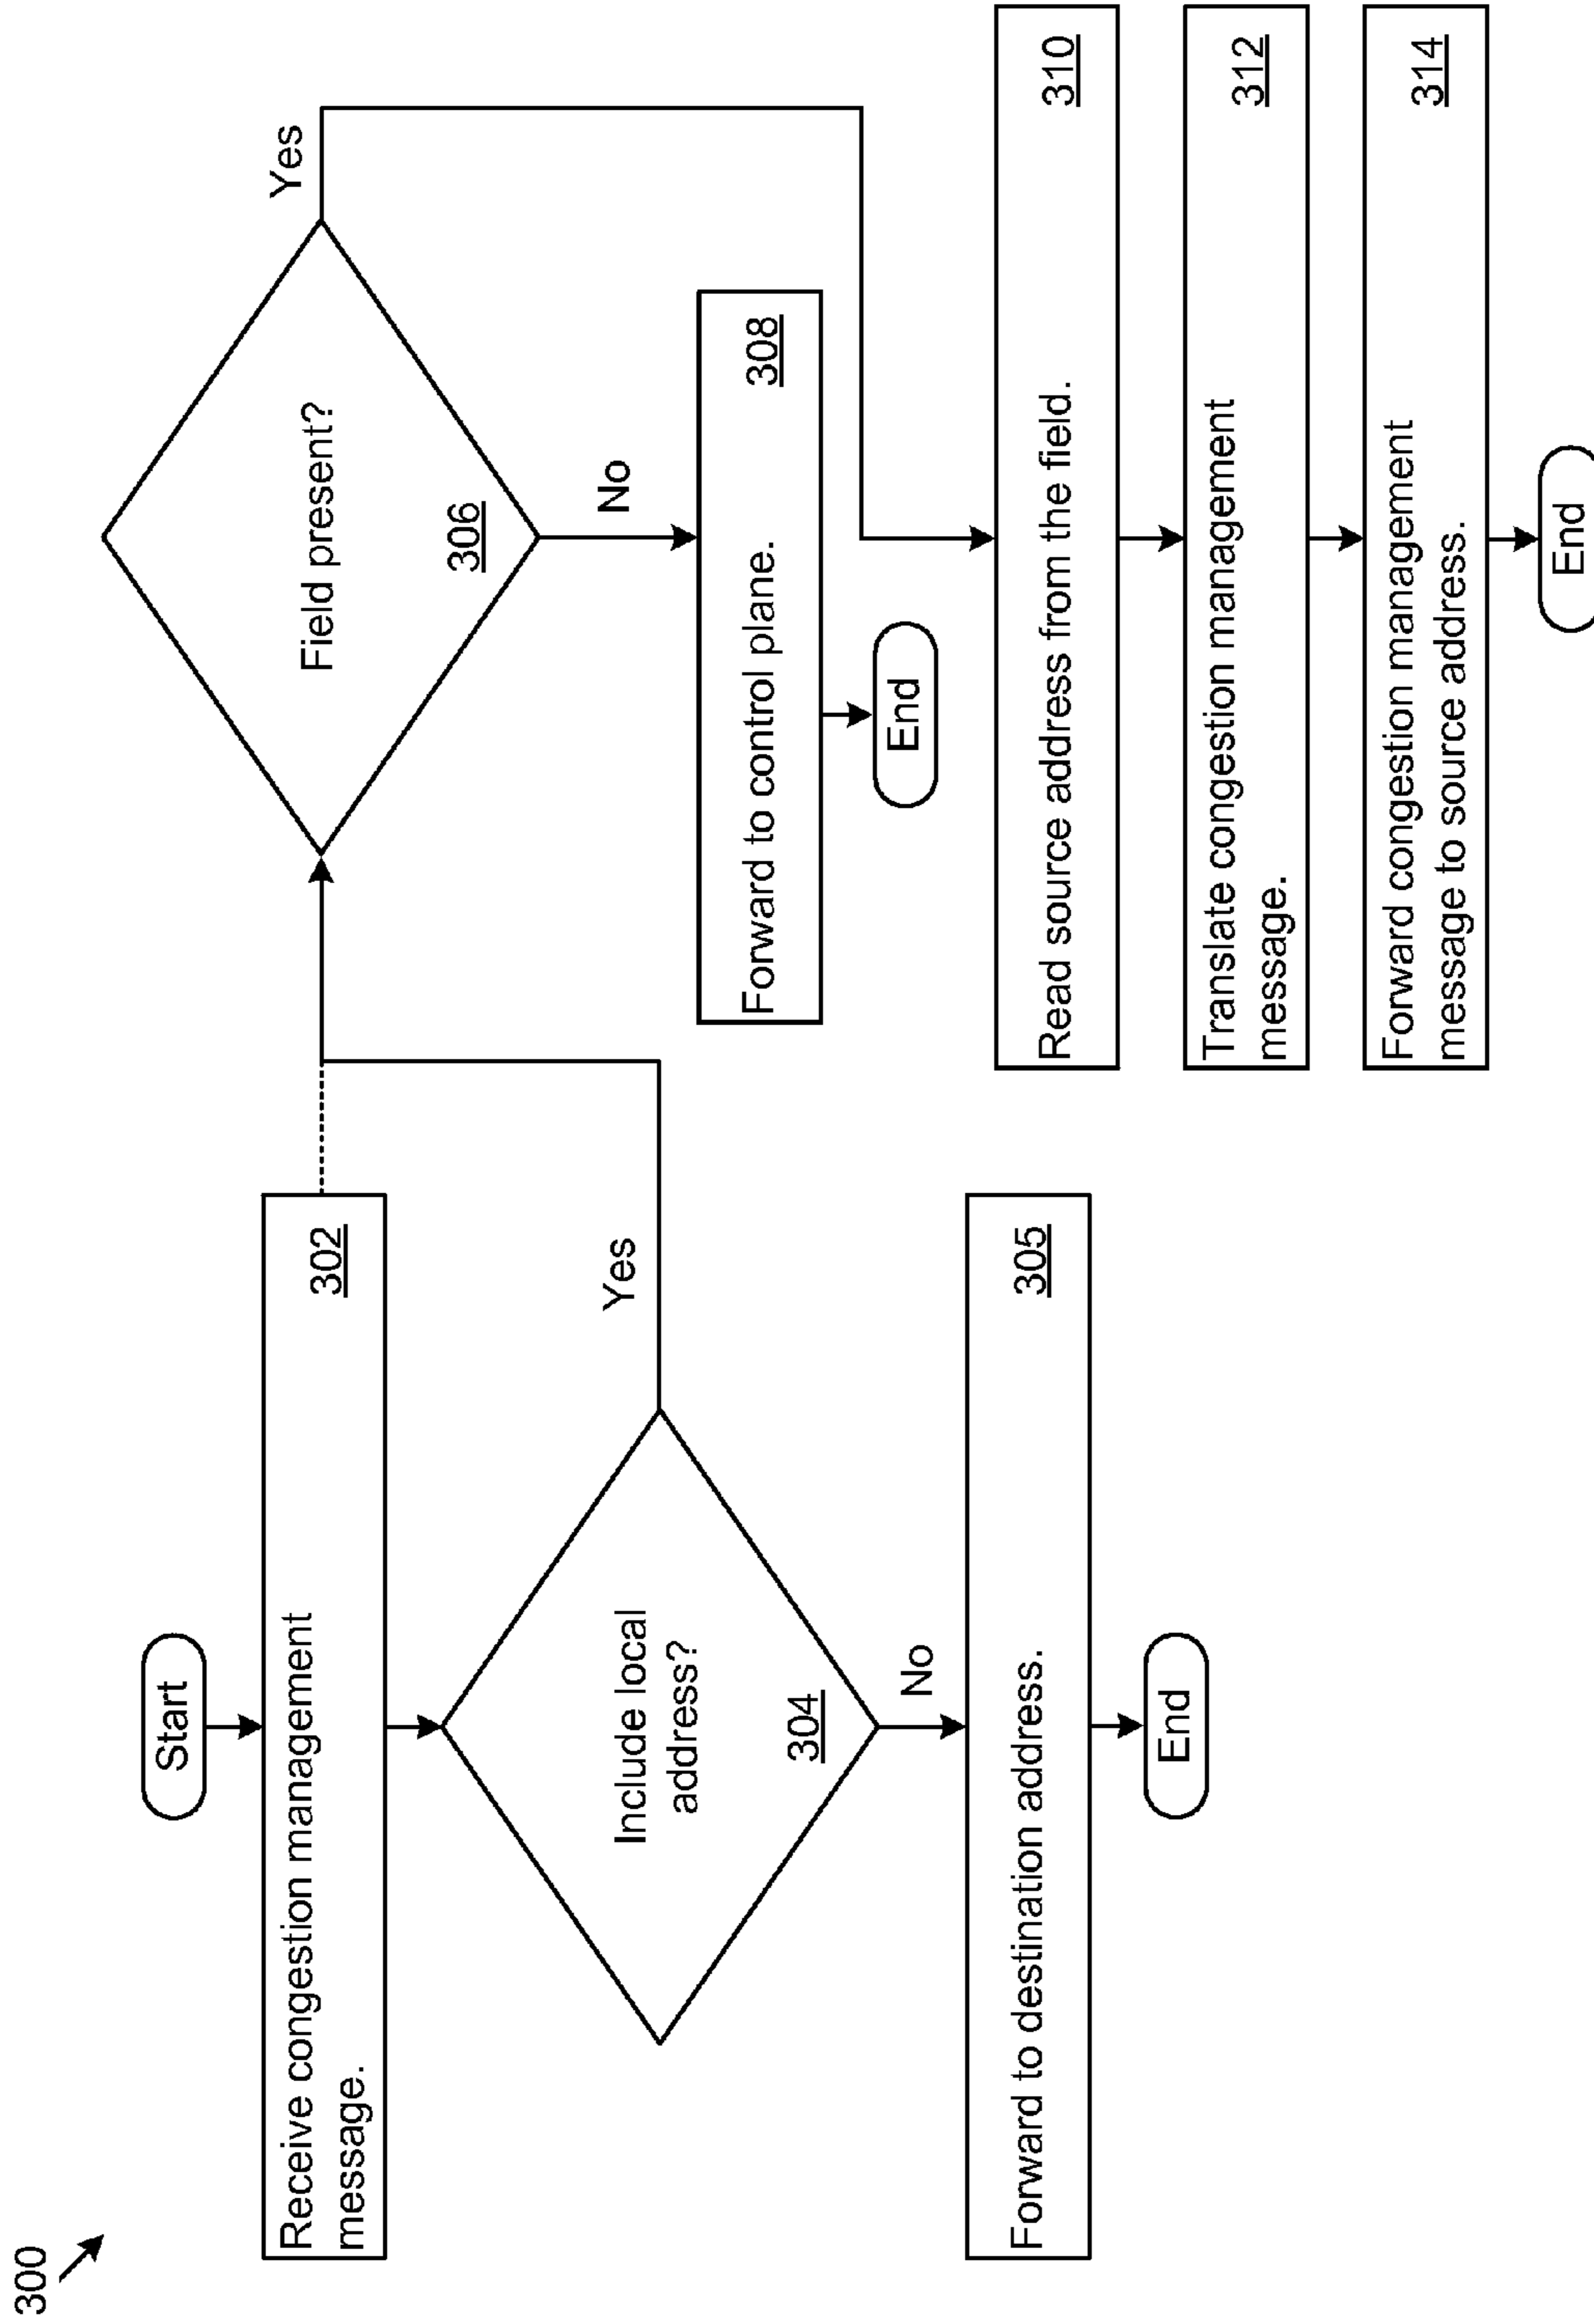 300
Start
Receive congestion management
message.
302
Include local
address?
304
Yes
No
Forward to destination address.
305
End
Field present?
306
Yes
No
Forward to control plane.
308
End
Read source address from the field.
310
Translate congestion management
message.
312
Forward congestion management
message to source address.
314
End